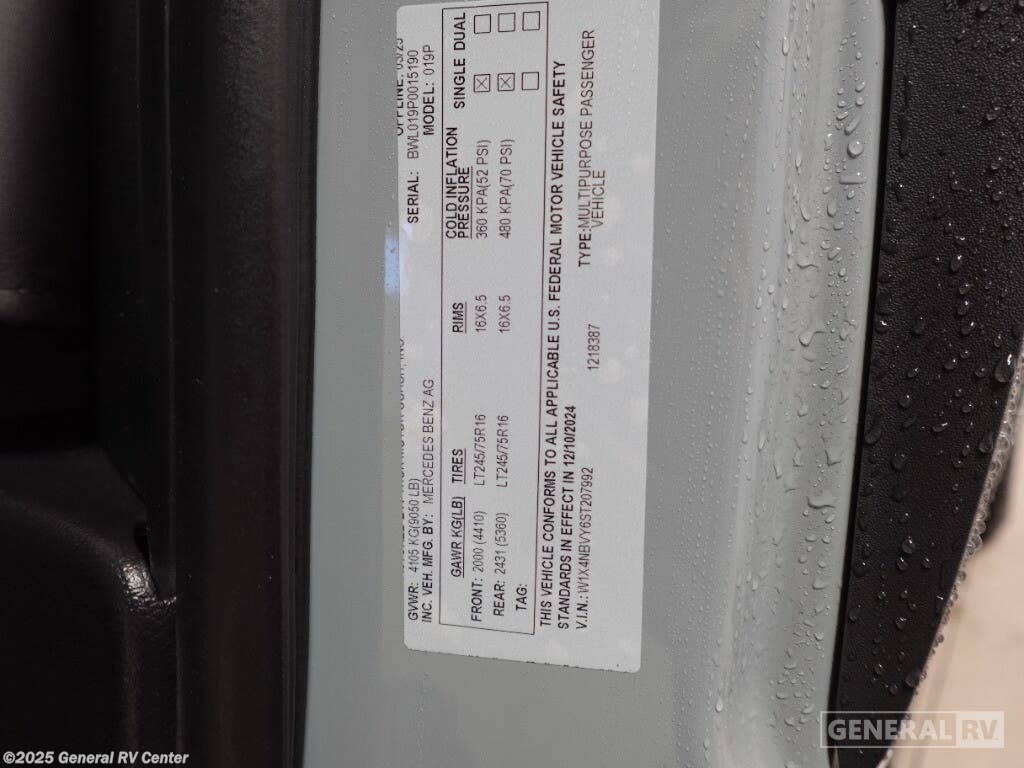 OFFLINE: 03/25
GVWR: 4105 KG(9050 LB) SERIAL: BWL019P0015190
INC. VEH. MFG. BY: MERCEDES BENZ AG MODEL: 019P
GAWR KG(LB) TIRES RIMS COLD INFLATION PRESSURE SINGLE DUAL
FRONT: 2000 (4410) LT245/75R16 16X6.5 360 KPA(52 PSI) ☒ ☐
REAR: 2431 (5360) LT245/75R16 16X6.5 480 KPA(70 PSI) ☒ ☐
TAG: ☐ ☐
THIS VEHICLE CONFORMS TO ALL APPLICABLE U.S. FEDERAL MOTOR VEHICLE SAFETY
STANDARDS IN EFFECT IN 12/10/2024
V.I.N.: W1X4NBVY6ST207992 1218387 TYPE:MULTIPURPOSE PASSENGER
VEHICLE
GENERAL RV
©2025 General RV Center